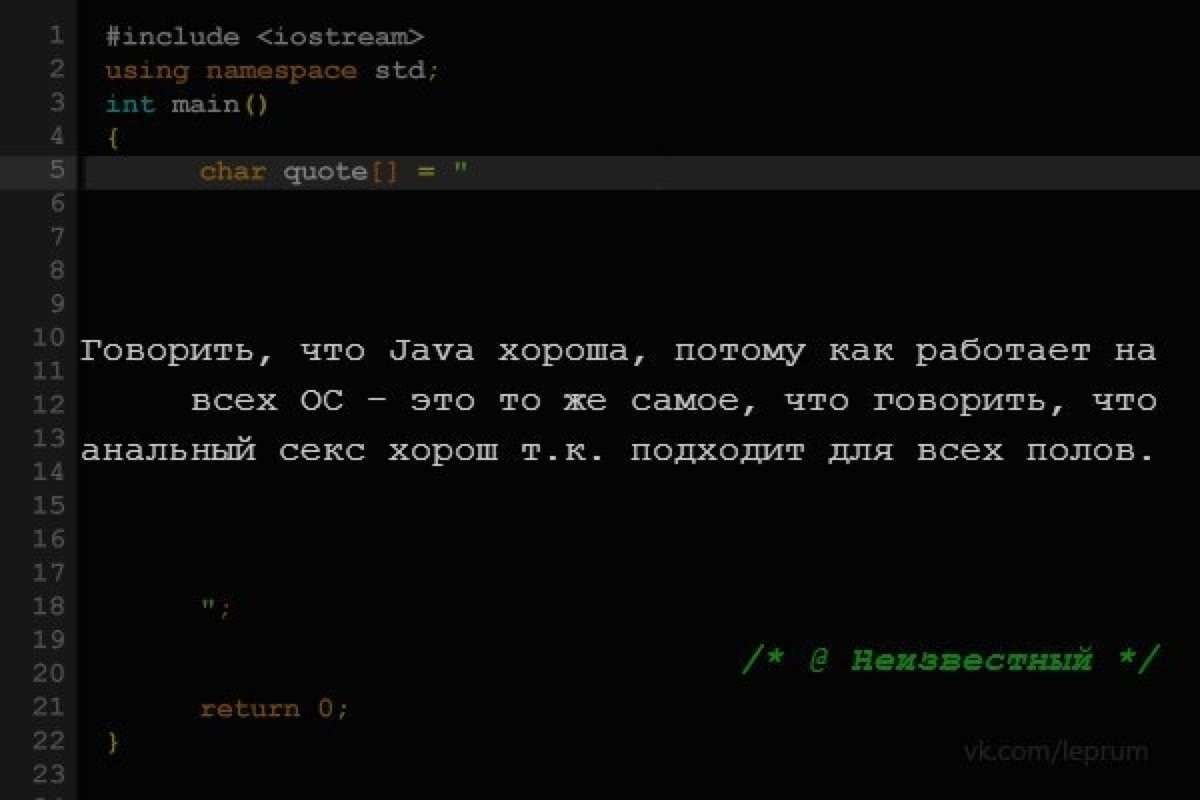 1 #include <iostream>
2 using namespace std;
3 int main()
4 {
5 char quote[] = "
6
7
8
9
10
Говорить, что Java хороша, потому как работает на
11
12
всех ОС – это то же самое, что говорить, что
13
анальный секс хорош т.к. подходит для всех полов.
14
15
16
17
18 ";
19
/* @ Неизвестный */
20
21 return 0;
22 }
vk.com/leprum
23